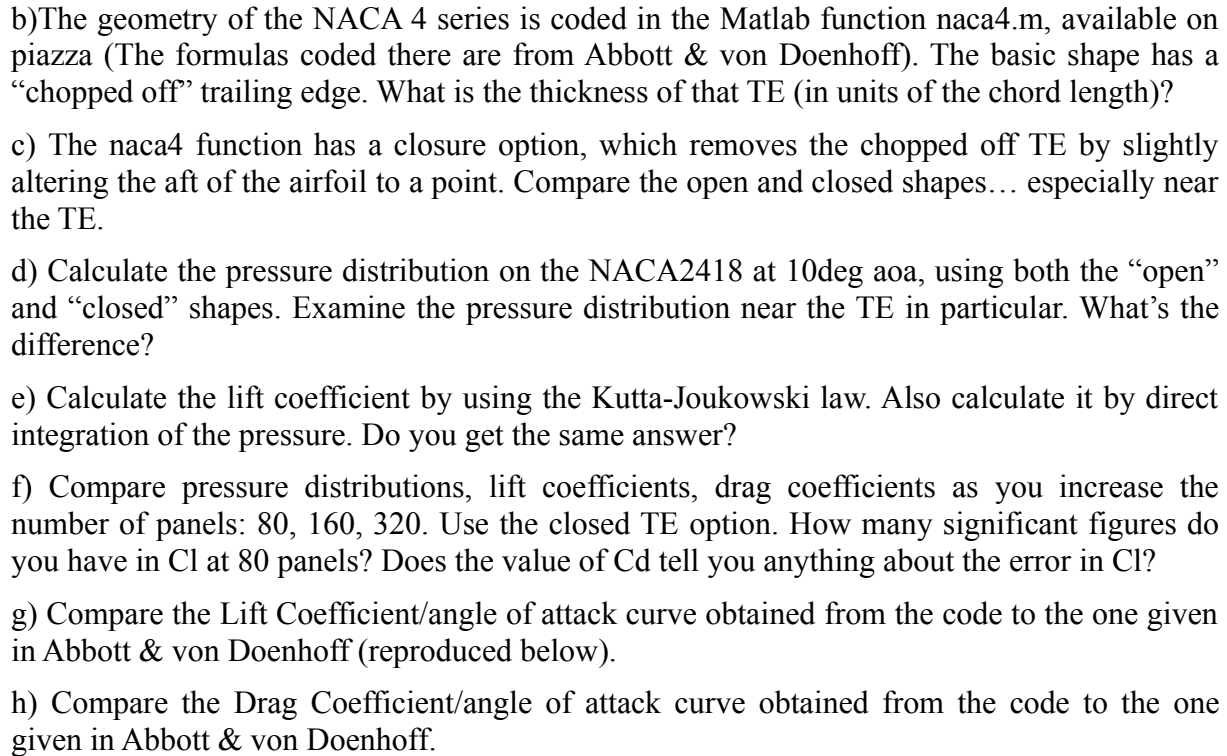 b)The geometry of the NACA 4 series is coded in the Matlab function naca4.m, available on
piazza (The formulas coded there are from Abbott & von Doenhoff). The basic shape has a
“chopped off” trailing edge. What is the thickness of that TE (in units of the chord length)?
c) The naca4 function has a closure option, which removes the chopped off TE by slightly
altering the aft of the airfoil to a point. Compare the open and closed shapes… especially near
the TE.
d) Calculate the pressure distribution on the NACA2418 at 10deg aoa, using both the “open”
and “closed” shapes. Examine the pressure distribution near the TE in particular. What’s the
difference?
e) Calculate the lift coefficient by using the Kutta-Joukowski law. Also calculate it by direct
integration of the pressure. Do you get the same answer?
f) Compare pressure distributions, lift coefficients, drag coefficients as you increase the
number of panels: 80, 160, 320. Use the closed TE option. How many significant figures do
you have in Cl at 80 panels? Does the value of Cd tell you anything about the error in Cl?
g) Compare the Lift Coefficient/angle of attack curve obtained from the code to the one given
in Abbott & von Doenhoff (reproduced below).
h) Compare the Drag Coefficient/angle of attack curve obtained from the code to the one
given in Abbott & von Doenhoff.